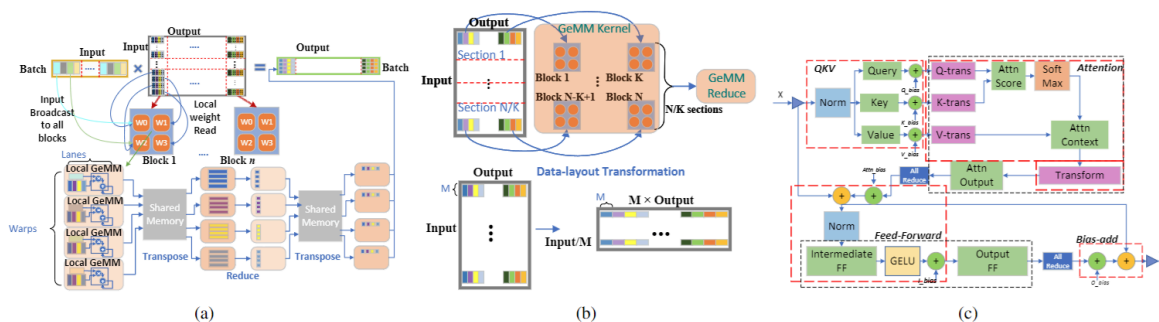 Input
Output
Input
Output
Batch
Batch
Input
Broadcast
to all
blocks
Local
weight
Read
W0 W1
W2 W3
W0 W1
W2 W3
Block 1
....
Block n
Lanes
Local GeMM
Local GeMM
Local GeMM
Local GeMM
Warps
Shared
Memory
Transpose
Reduce
Shared
Memory
Transpose
(a)
Output
GeMM Kernel
Section 1
Input
Section N/K
Block 1
Block K
Block N-K+1
Block N
N/K sections
GeMM
Reduce
Data-layout Transformation
Output
M
Input
M
M × Output
Input/M
(b)
QKV
Attention
X
Norm
Query
Key
Value
Q_bias
K_bias
V_bias
Q-trans
K-trans
V-trans
Attn
Score
Soft
Max
Attn
Context
Transform
Attn
Output
All
Reduce
Attn_bias
Norm
Feed-Forward
Intermediate
FF
GELU
I_bias
Output
FF
All
Reduce
Bias-add
O_bias
(c)